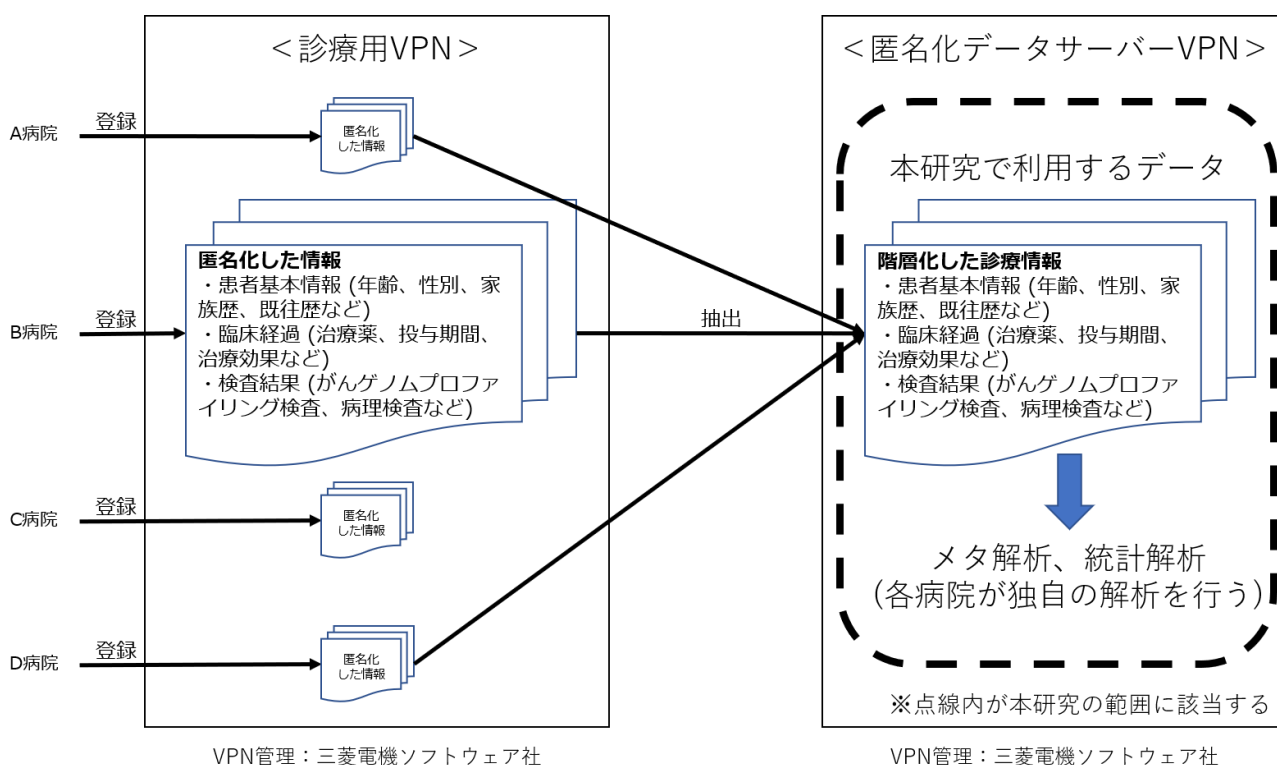 ＜診療用VPN＞
A病院
登録
匿名化
した情報
B病院
登録
匿名化した情報
・患者基本情報 (年齢、性別、家
族歴、既往歴など)
・臨床経過 (治療薬、投与期間、
治療効果など)
・検査結果 (がんゲノムプロファ
イリング検査、病理検査など)
C病院
登録
匿名化
した情報
D病院
登録
匿名化
した情報
VPN管理：三菱電機ソフトウェア社
抽出
＜匿名化データサーバーVPN＞
本研究で利用するデータ
階層化した診療情報
・患者基本情報 (年齢、性別、家
族歴、既往歴など)
・臨床経過 (治療薬、投与期間、
治療効果など)
・検査結果 (がんゲノムプロファ
イリング検査、病理検査など)
メタ解析、統計解析
(各病院が独自の解析を行う)
※点線内が本研究の範囲に該当する
VPN管理：三菱電機ソフトウェア社